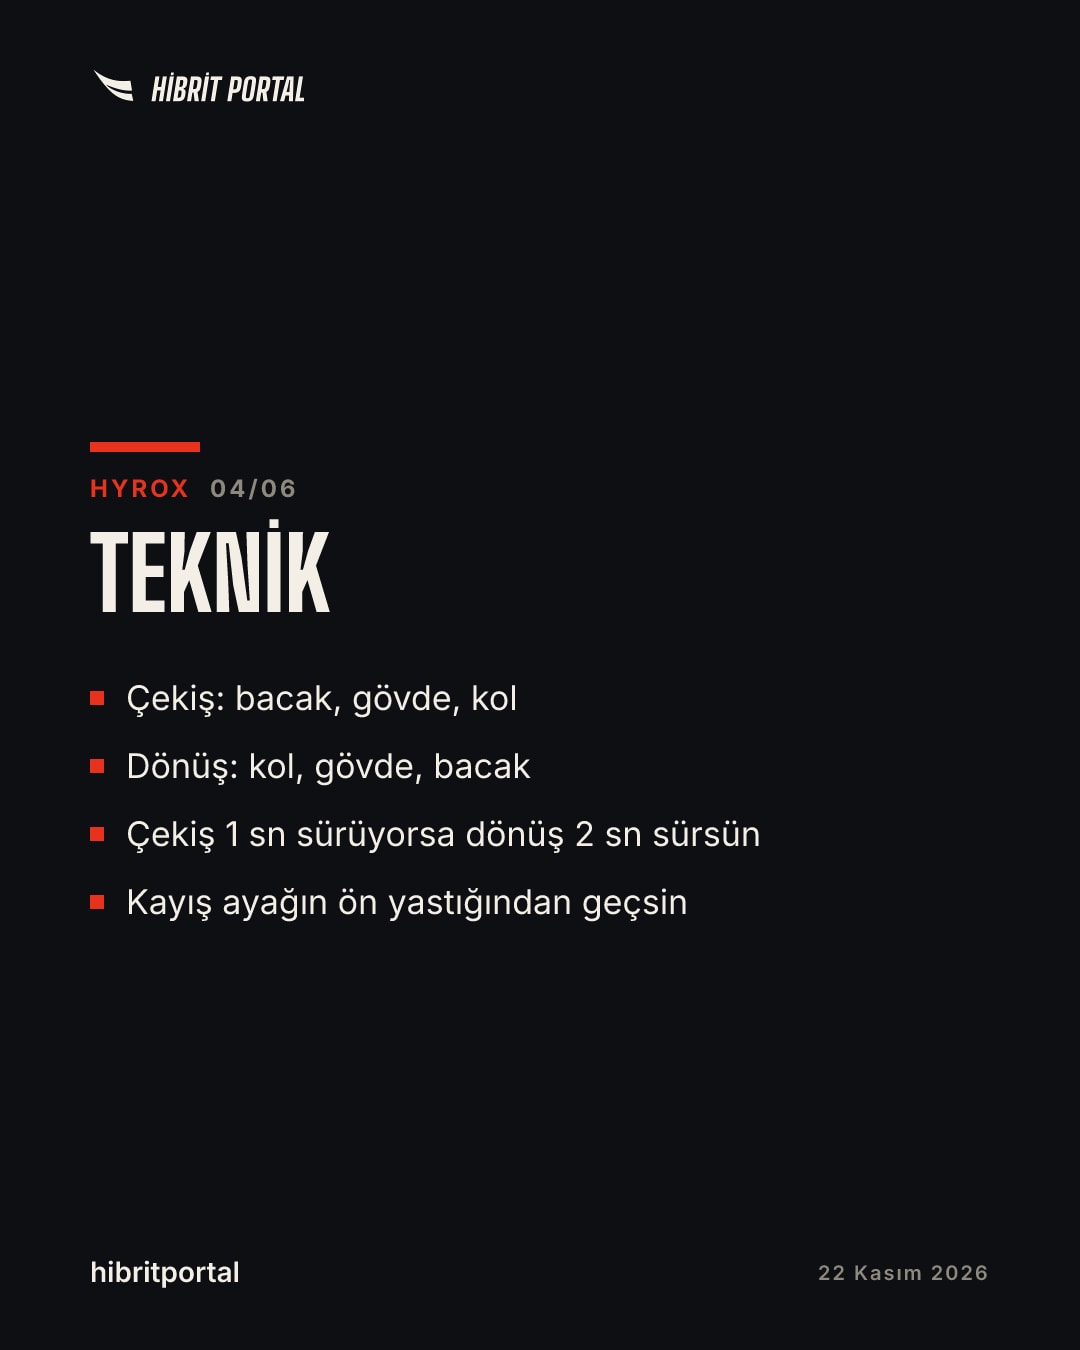 HİBRİT PORTAL
HYROX 04/06
TEKNİK
Çekiş: bacak, gövde, kol
Dönüş: kol, gövde, bacak
Çekiş 1 sn sürüyorsa dönüş 2 sn sürsün
Kayış ayağın ön yastığından geçsin
hibritportal
22 Kasım 2026